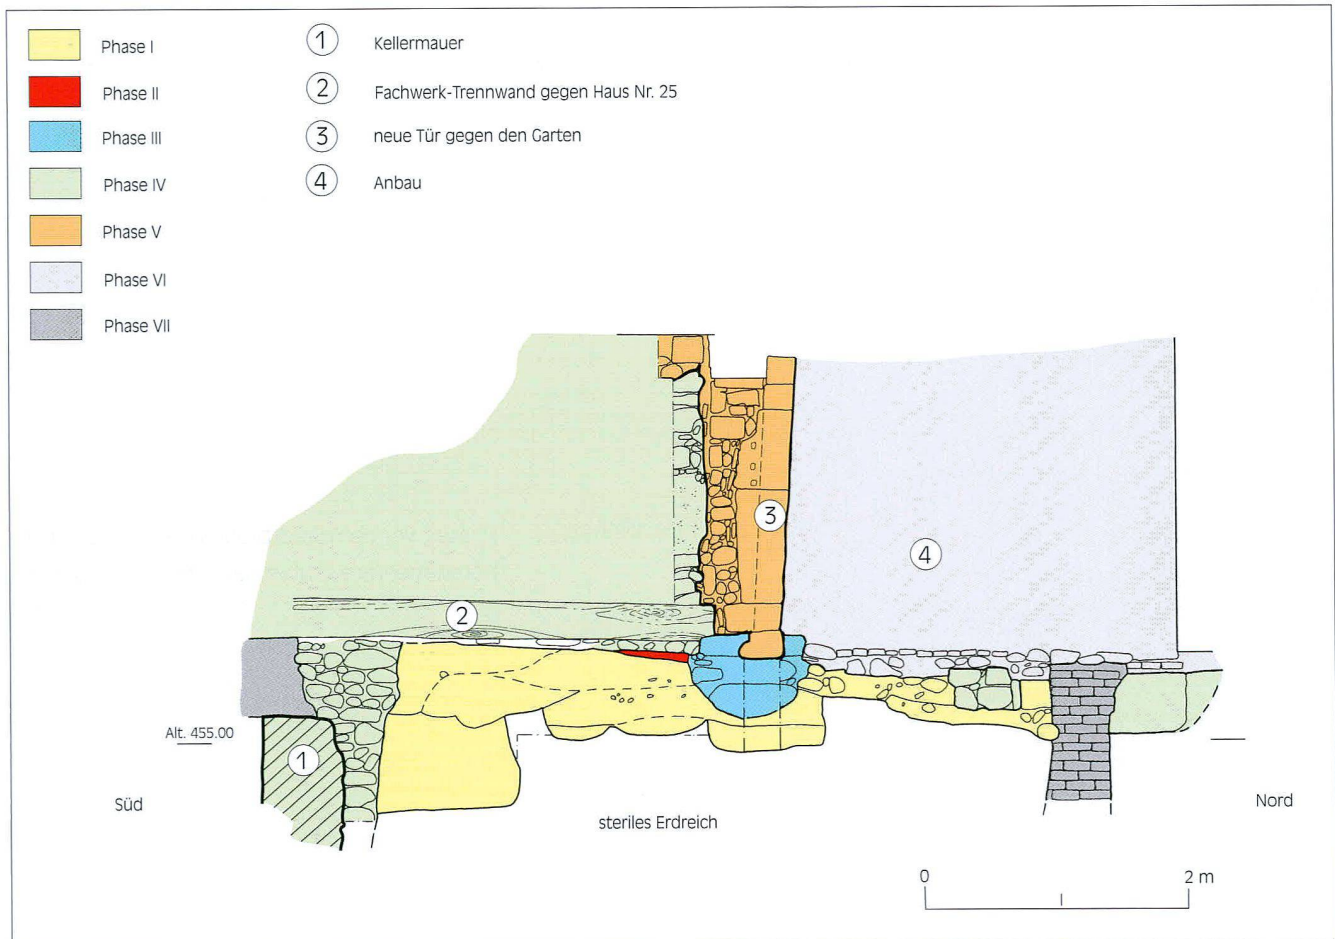 Phase I
Phase II
Phase III
Phase IV
Phase V
Phase VI
Phase VII
1 Kellermauer
2 Fachwerk-Trennwand gegen Haus Nr. 25
3 neue Tür gegen den Garten
4 Anbau
3
4
2
Alt. 455.00
1
Süd
steriles Erdreich
Nord
0 2 m